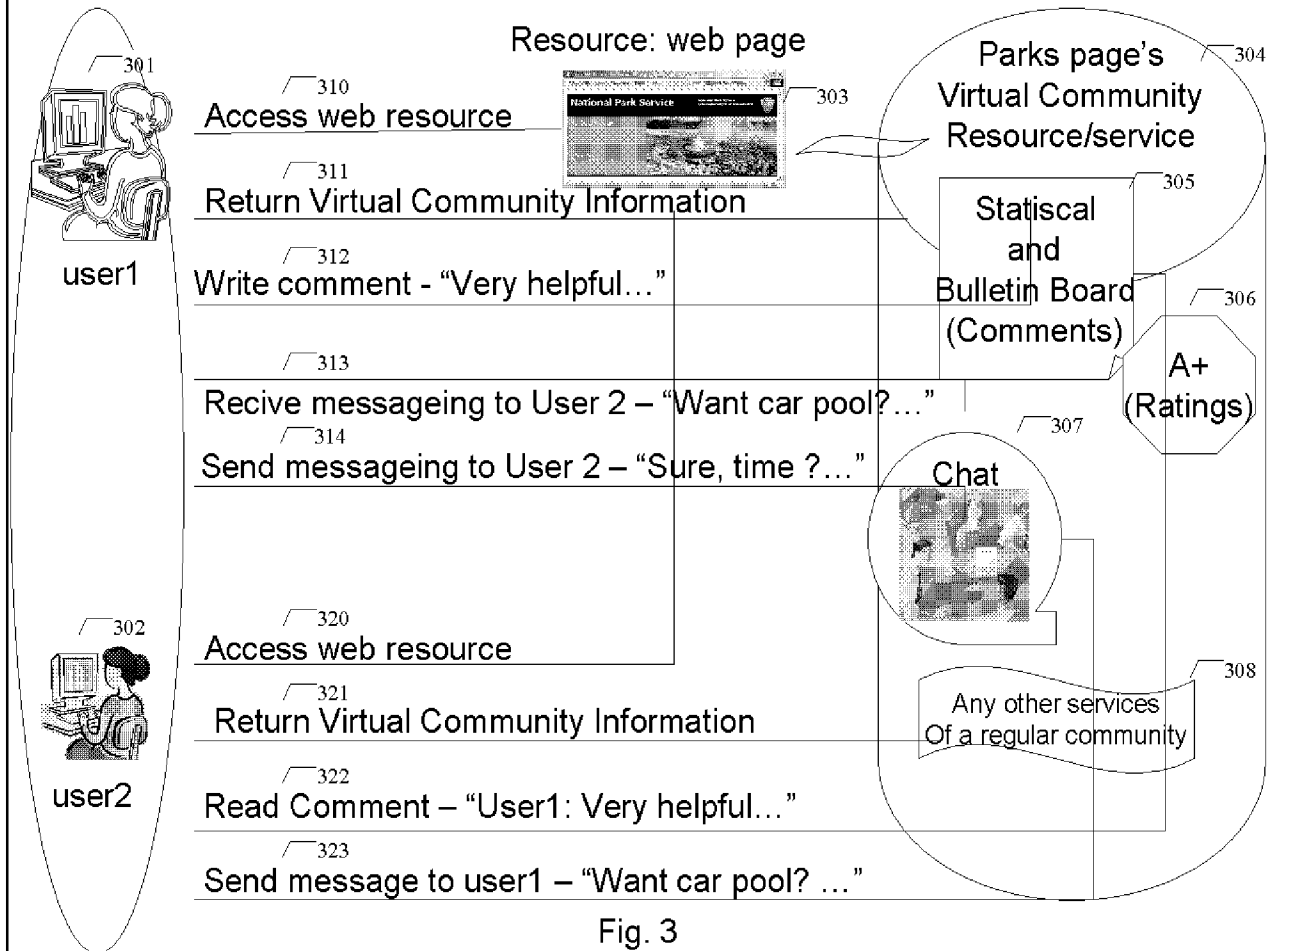 Resource: web page
301
310
Access web resource
National Park Service
303
Parks page's
Virtual Community
Resource/service
304
311
Return Virtual Community Information
305
Statiscal
and
Bulletin Board
(Comments)
user1
312
Write comment - "Very helpful…"
306
A+
(Ratings)
313
Recive messageing to User 2 – "Want car pool?…"
314
Send messageing to User 2 – "Sure, time ?…"
307
Chat
302
320
Access web resource
321
Return Virtual Community Information
308
Any other services
Of a regular community
user2
322
Read Comment – "User1: Very helpful…"
323
Send message to user1 – "Want car pool? …"
Fig. 3